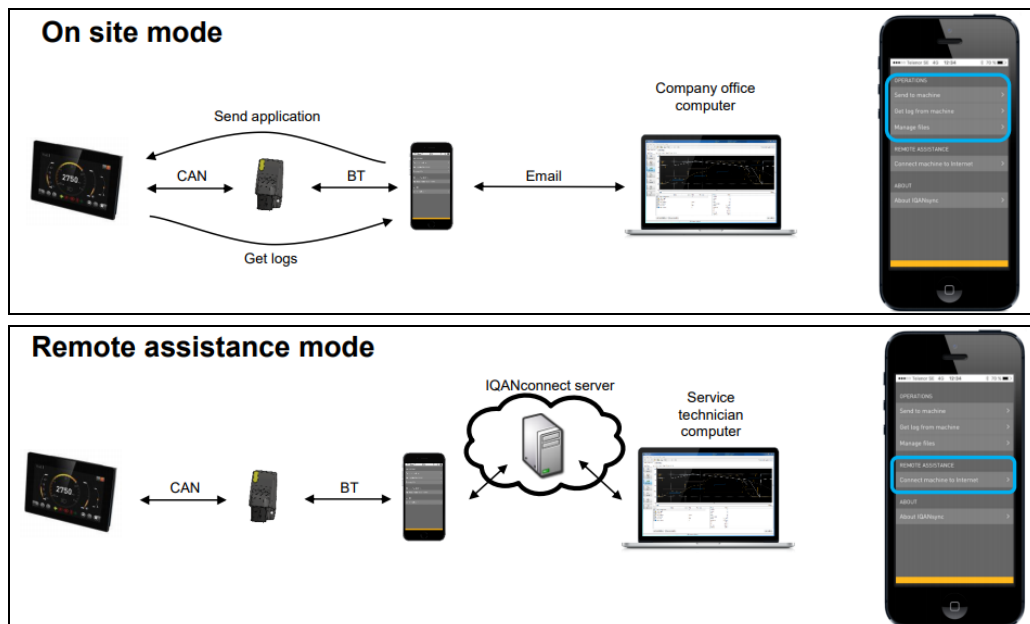 On site mode
Company office
computer
Send application
CAN
BT
Email
Get logs
2750
OPERATIONS
Send to machine
Get log from machine
Manage files
REMOTE ASSISTANCE
Connect machine to Internet
ABOUT
About IQANsync
Remote assistance mode
IQANconnect server
Service
technician
computer
CAN
BT
2750
OPERATIONS
Send to machine
Get log from machine
Manage files
REMOTE ASSISTANCE
Connect machine to Internet
ABOUT
About IQANsync